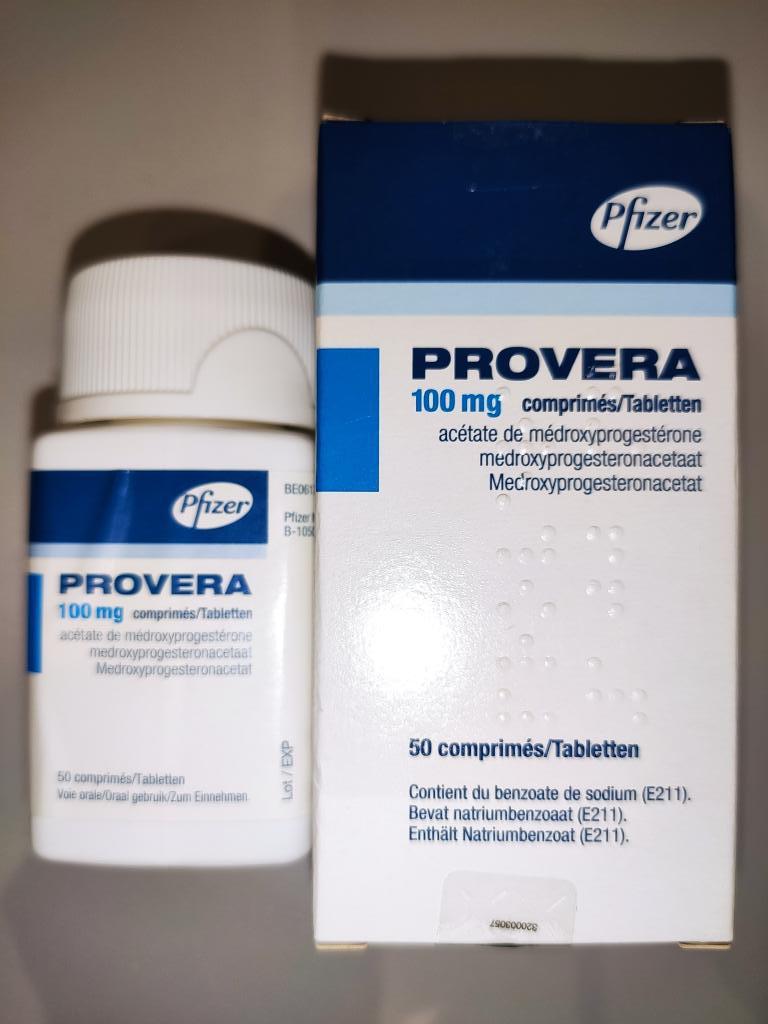 Pfizer
PROVERA
100 mg comprimés/Tabletten
acétate de médroxyprogestérone
medroxyprogesteronacetaat
Medroxyprogesteronacetat
50 comprimés/Tabletten
Voie orale/Oraal gebruik/Zum Einnehmen
Lot / EXP
Pfizer
B-1050
Pfizer
PROVERA
100 mg comprimés/Tabletten
acétate de médroxyprogestérone
medroxyprogesteronacetaat
Medroxyprogesteronacetat
50 comprimés/Tabletten
Contient du benzoate de sodium (E211).
Bevat natriumbenzoaat (E211).
Enthält Natriumbenzoat (E211).